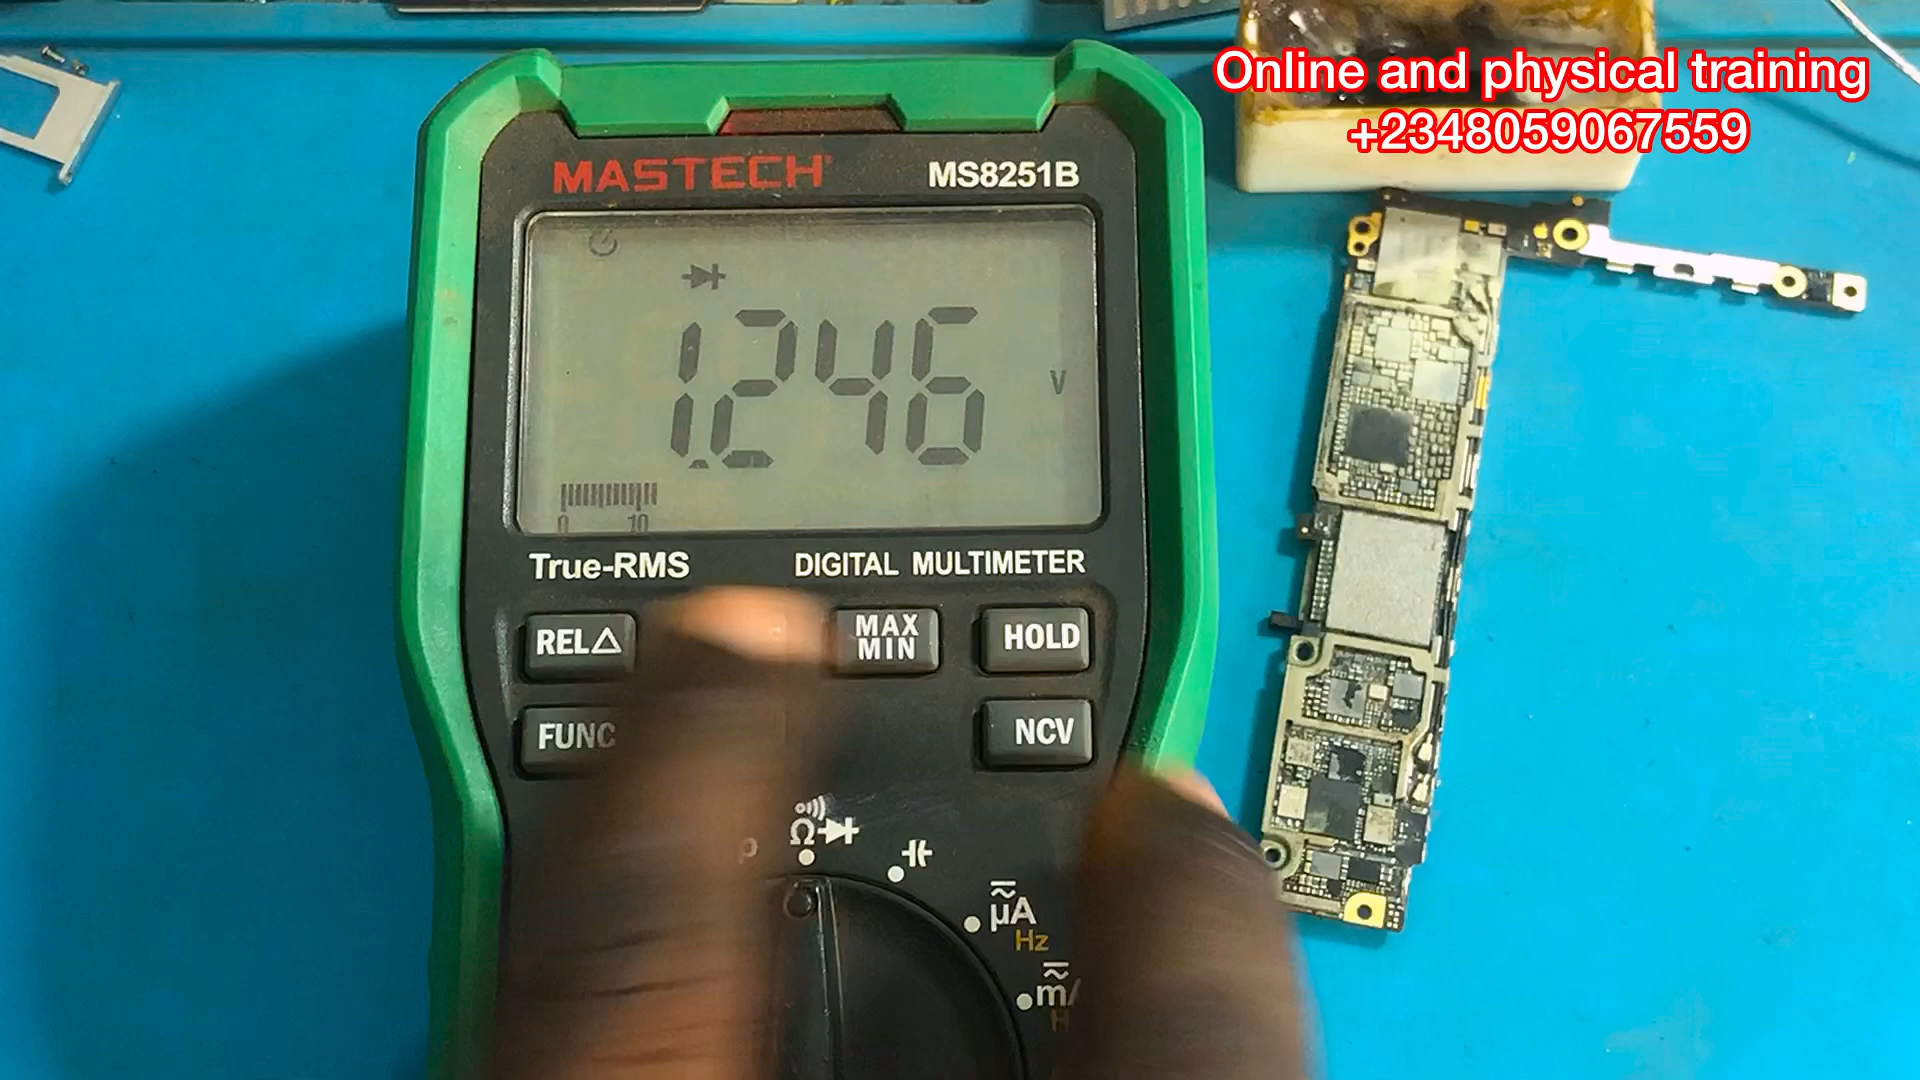 Online and physical training
+2348059067559
MASTECH
MS8251B
1.246
V
0 10
True-RMS
DIGITAL MULTIMETER
REL△
MAX
MIN
HOLD
FUNC
NCV
Ω
µA
Hz